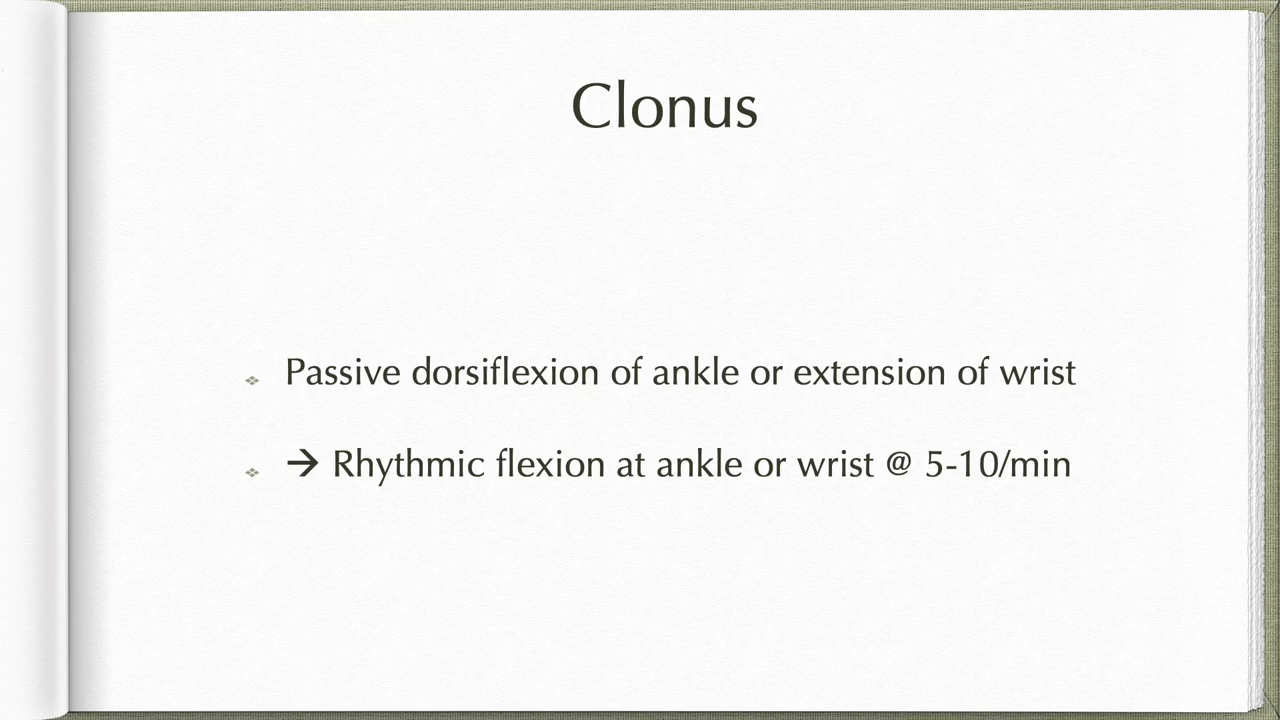 Clonus
Passive dorsiflexion of ankle or extension of wrist
→ Rhythmic flexion at ankle or wrist @ 5-10/min